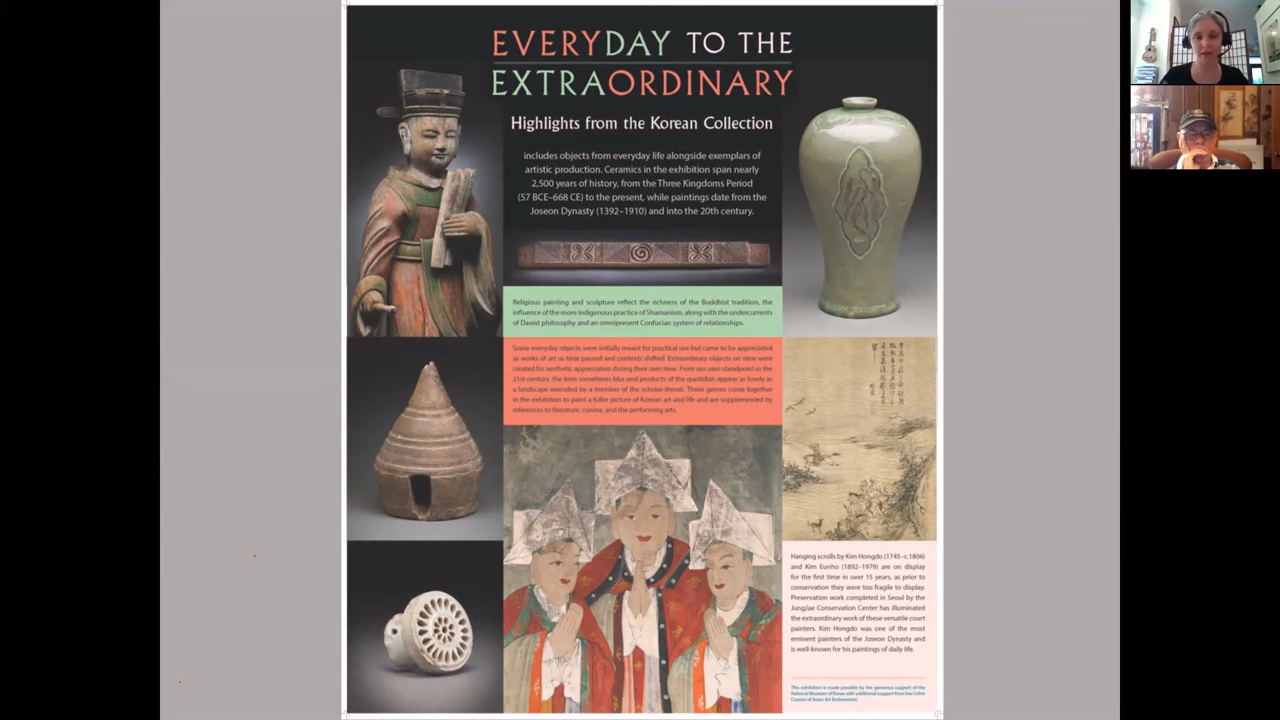 EVERYDAY TO THE
EXTRAORDINARY
Highlights from the Korean Collection
includes objects from everyday life alongside exemplars of
artistic production. Ceramics in the exhibition span nearly
2,500 years of history, from the Three Kingdoms Period
(57 BCE–668 CE) to the present, while paintings date from the
Joseon Dynasty (1392–1910) and into the 20th century.
Religious painting and sculpture reflect the richness of the Buddhist tradition, the
influence of the more indigenous practice of Shamanism, along with the undercurrents
of Daoist philosophy and an omnipresent Confucian system of relationships.
Some everyday objects were initially meant for practical use but came to be appreciated
as works of art as time passed and contexts shifted. Extraordinary objects on view were
created for aesthetic appreciation during their own time. From our own standpoint in the
21st century, the lines sometimes blur and products of the quotidian appear as lovely as
a landscape executed by a member of the scholar-literati. These genres come together
in the exhibition to paint a fuller picture of Korean art and life and are supplemented by
references to literature, cuisine, and the performing arts.
Hanging scrolls by Kim Hongdo (1745–c.1806)
and Kim Eunho (1892–1979) are on display
for the first time in over 15 years, as prior to
conservation they were too fragile to display.
Preservation work completed in Seoul by the
JungJae Conservation Center has illuminated
the extraordinary work of these versatile court
painters. Kim Hongdo was one of the most
eminent painters of the Joseon Dynasty and
is well-known for his paintings of daily life.
This exhibition is made possible by the generous support of the
National Museum of Korea with additional support from the Cofrin
Curator of Asian Art Endowment.